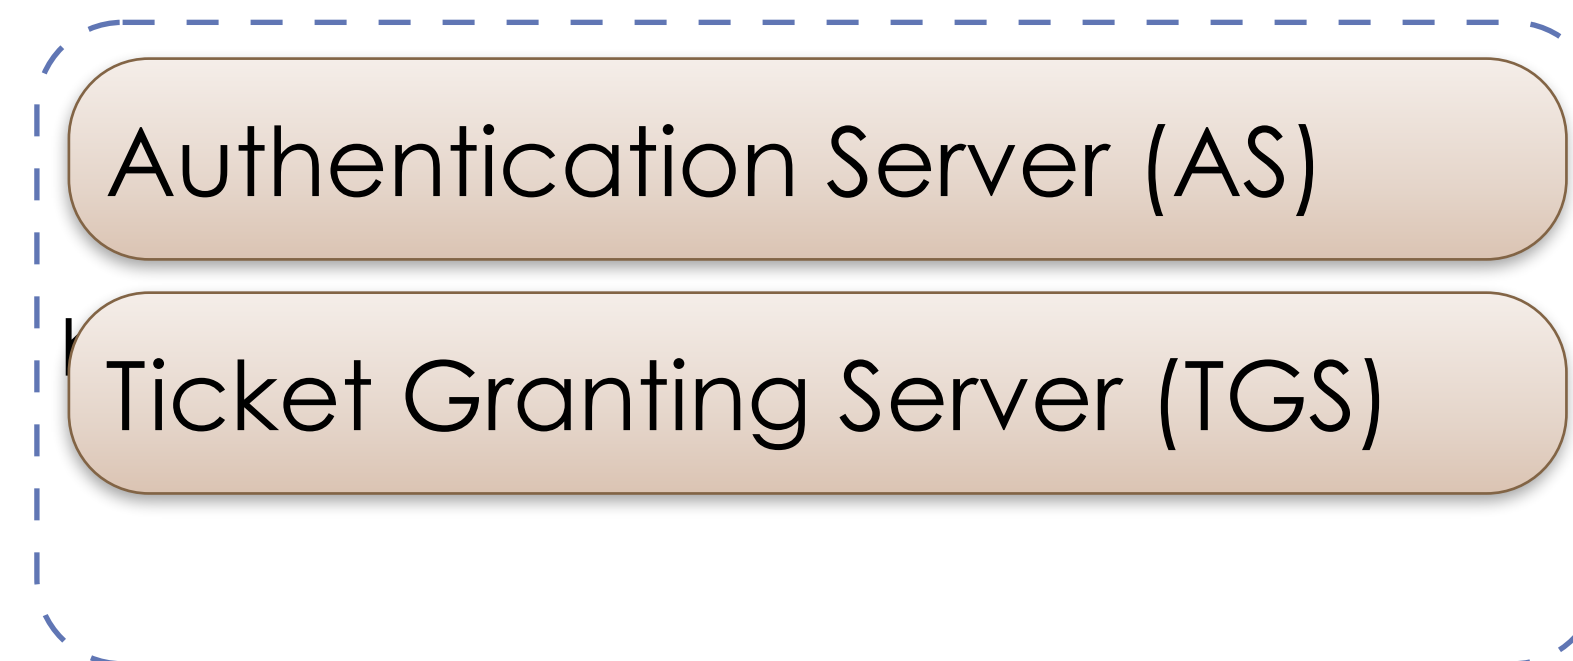 Authentication Server (AS)
Ticket Granting Server (TGS)